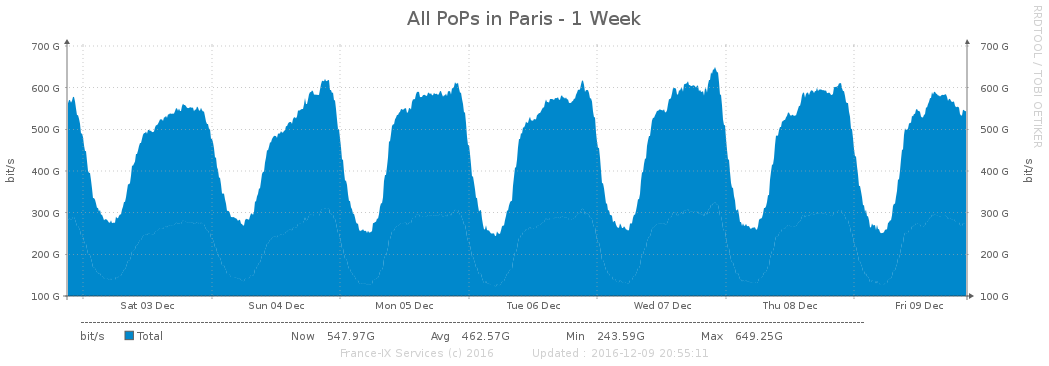 All PoPs in Paris - 1 Week
RRDTOOL / TOBI OETIKER
700 G 700 G
600 G 600 G
500 G 500 G
400 G 400 G
300 G 300 G
200 G 200 G
100 G 100 G
bit/s
bit/s
Sat 03 Dec Sun 04 Dec Mon 05 Dec Tue 06 Dec Wed 07 Dec Thu 08 Dec Fri 09 Dec
bit/s Total Now 547.97G Avg 462.57G Min 243.59G Max 649.25G
France-IX Services (c) 2016 Updated : 2016-12-09 20:55:11